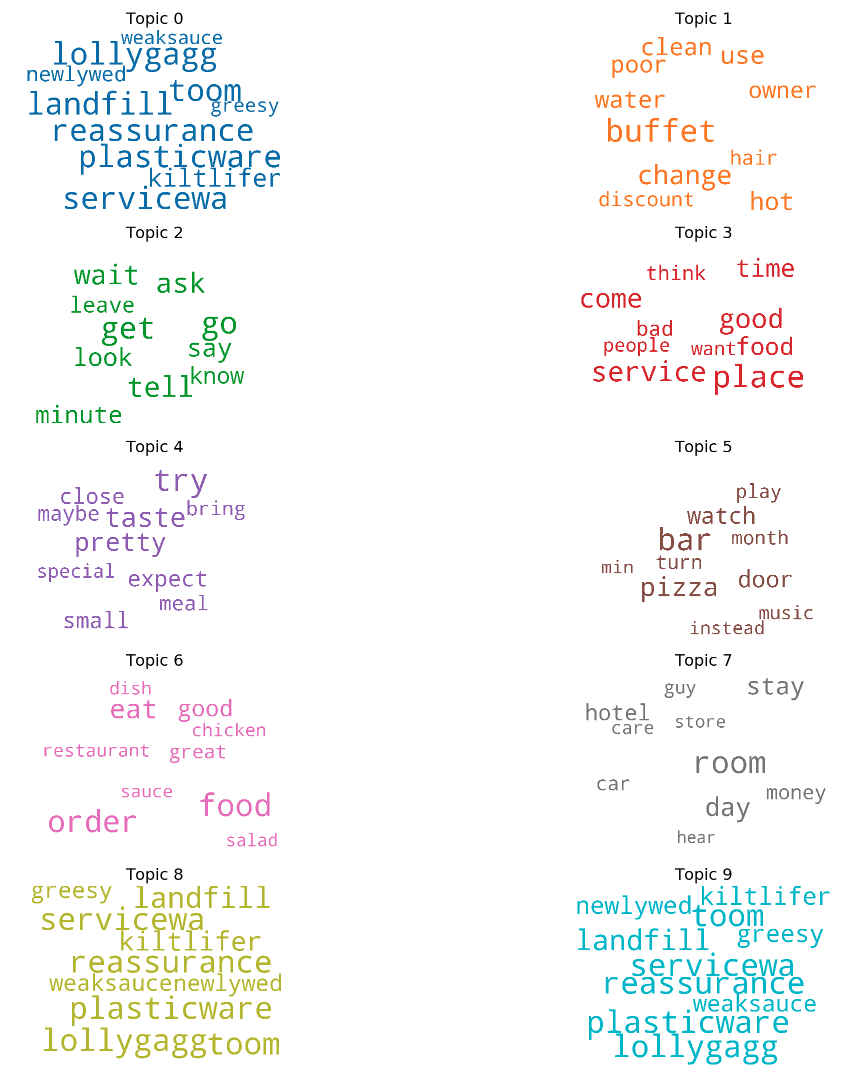 Topic 0
weaksauce
lollygagg
newlywed
toom
landfill
greesy
reassurance
plasticware
kiltlifer
servicewa
Topic 1
clean
use
poor
owner
water
buffet
hair
change
discount
hot
Topic 2
wait
ask
leave
get
go
say
look
know
tell
minute
Topic 3
think
time
come
good
bad
people
want
food
service
place
Topic 4
try
close
maybe
taste
bring
pretty
special
expect
meal
small
Topic 5
play
watch
bar
month
turn
min
pizza
door
music
instead
Topic 6
dish
eat
good
chicken
restaurant
great
sauce
food
order
salad
Topic 7
guy
stay
hotel
care
store
room
car
money
day
hear
Topic 8
greesy
landfill
servicewa
kiltlifer
reassurance
weaksauce
newlywed
plasticware
lollygagg
toom
Topic 9
kiltlifer
newlywed
toom
greesy
landfill
servicewa
reassurance
weaksauce
plasticware
lollygagg